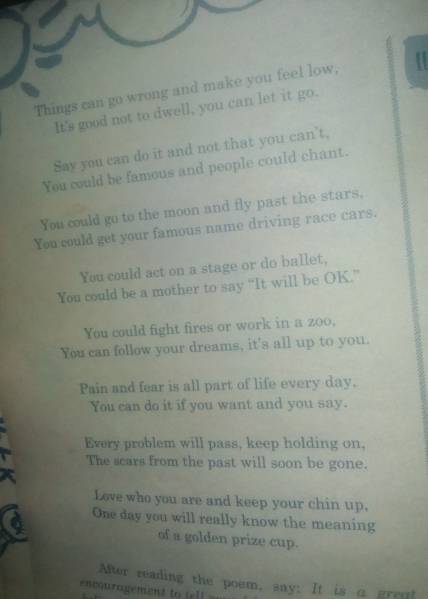 Things can go wrong and make you feel low,
It's good not to dwell, you can let it go.
Say you can do it and not that you can't,
You could be famous and people could chant.
You could go to the moon and fly past the stars,
You could get your famous name driving race cars.
You could act on a stage or do ballet,
You could be a mother to say “It will be OK.”
You could fight fires or work in a zoo,
You can follow your dreams, it's all up to you.
Pain and fear is all part of life every day,
You can do it if you want and you say.
Every problem will pass, keep holding on,
The scars from the past will soon be gone.
Love who you are and keep your chin up,
One day you will really know the meaning
of a golden prize cup.
After reading the poem, say: It is a great
encouragement to tell